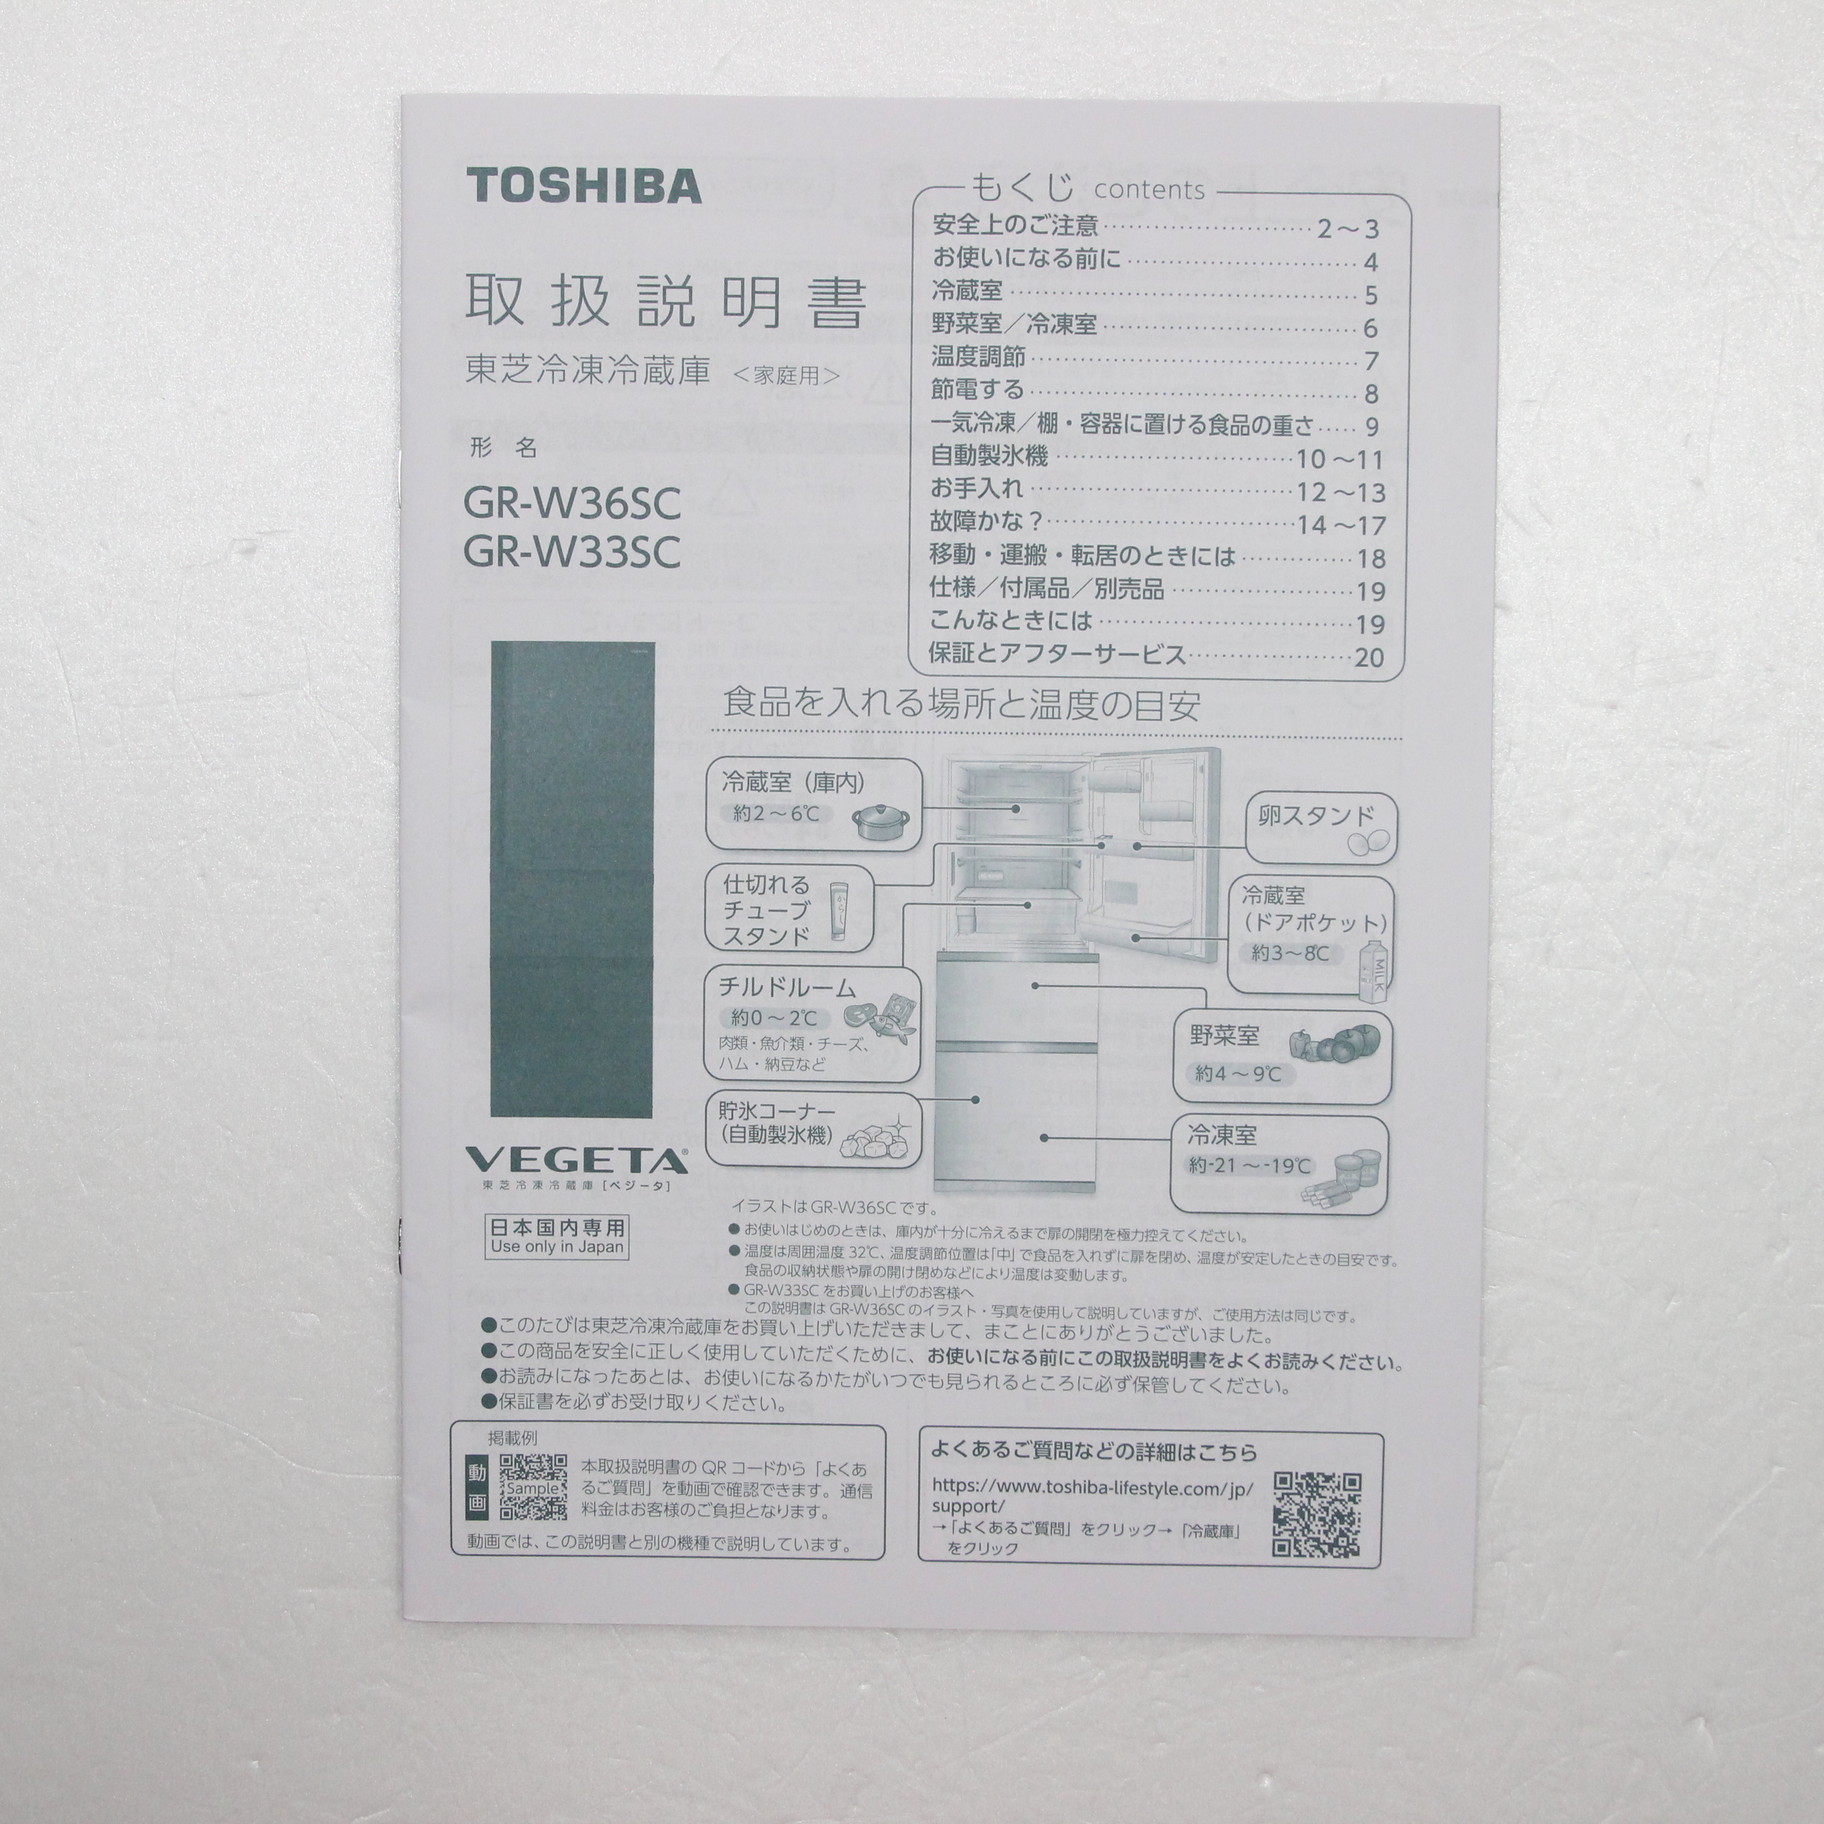 TOSHIBA
取扱説明書
東芝冷凍冷蔵庫 <家庭用>
形 名
GR-W36SC
GR-W33SC
もくじ contents
安全上のご注意 2～3
お使いになる前に 4
冷蔵室 5
野菜室／冷凍室 6
温度調節 7
節電する 8
一気冷凍／棚・容器に置ける食品の重さ 9
自動製氷機 10～11
お手入れ 12～13
故障かな？ 14～17
移動・運搬・転居のときには 18
仕様／付属品／別売品 19
こんなときには 19
保証とアフターサービス 20
食品を入れる場所と温度の目安
冷蔵室（庫内）
約2～6℃
仕切れる
チューブ
スタンド
からし
チルドルーム
約0～2℃
肉類・魚介類・チーズ、
ハム・納豆など
貯氷コーナー
（自動製氷機）
卵スタンド
冷蔵室
（ドアポケット）
約3～8℃
MILK
野菜室
約4～9℃
冷凍室
約-21～-19℃
VEGETA
東芝冷凍冷蔵庫［ベジータ］
日本国内専用
Use only in Japan
イラストはGR-W36SCです。
●お使いはじめのときは、庫内が十分に冷えるまで扉の開閉を極力控えてください。
●温度は周囲温度32℃、温度調節位置は「中」で食品を入れずに扉を閉め、温度が安定したときの目安です。
食品の収納状態や扉の開け閉めなどにより温度は変動します。
●GR-W33SCをお買い上げのお客様へ
この説明書はGR-W36SCのイラスト・写真を使用して説明していますが、ご使用方法は同じです。
●このたびは東芝冷凍冷蔵庫をお買い上げいただきまして、まことにありがとうございました。
●この商品を安全に正しく使用していただくために、お使いになる前にこの取扱説明書をよくお読みください。
●お読みになったあとは、お使いになるかたがいつでも見られるところに必ず保管してください。
●保証書を必ずお受け取りください。
掲載例
動画
Sample
本取扱説明書のQRコードから「よくあ
るご質問」を動画で確認できます。通信
料金はお客様のご負担となります。
動画では、この説明書と別の機種で説明しています。
よくあるご質問などの詳細はこちら
https://www.toshiba-lifestyle.com/jp/
support/
→「よくあるご質問」をクリック→「冷蔵庫」
をクリック